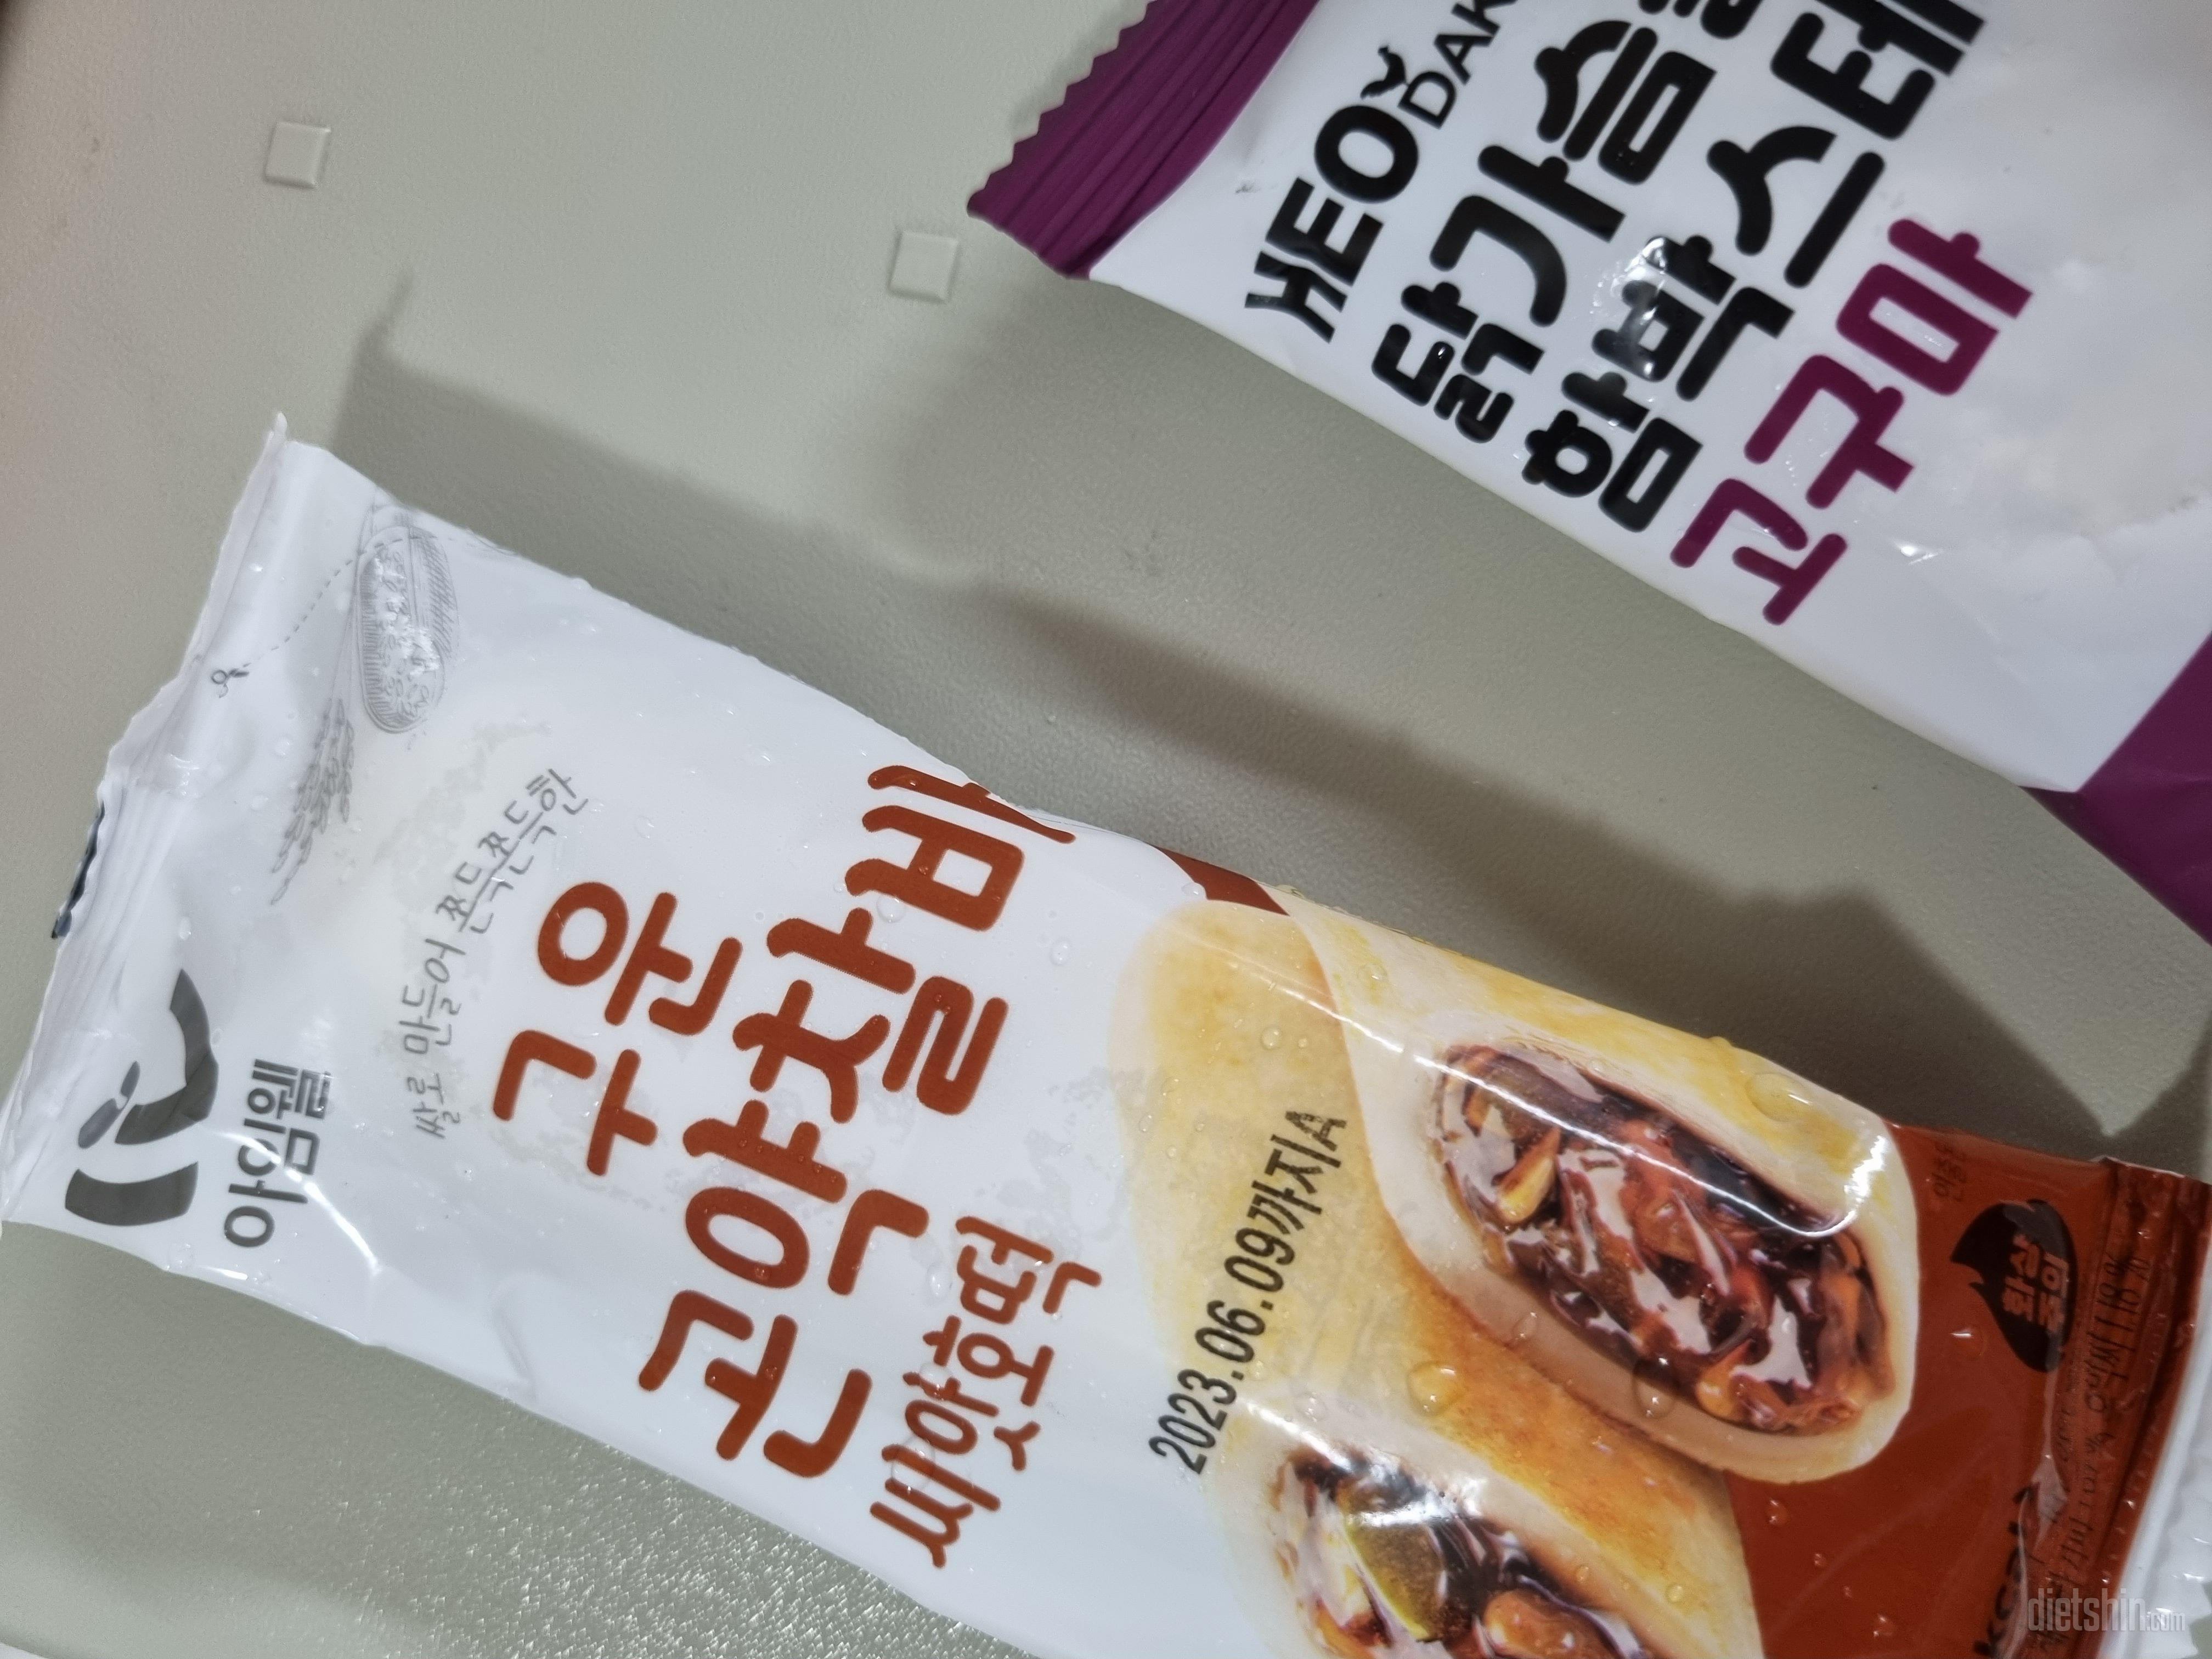 HEO
DAK
닭가슴살
함박스테
고구마
아임웰
쌀로 만들어 쫀득쫀득한
구운
곤약찰바
씨앗호떡
2023.06.09까지A
dietshin.com